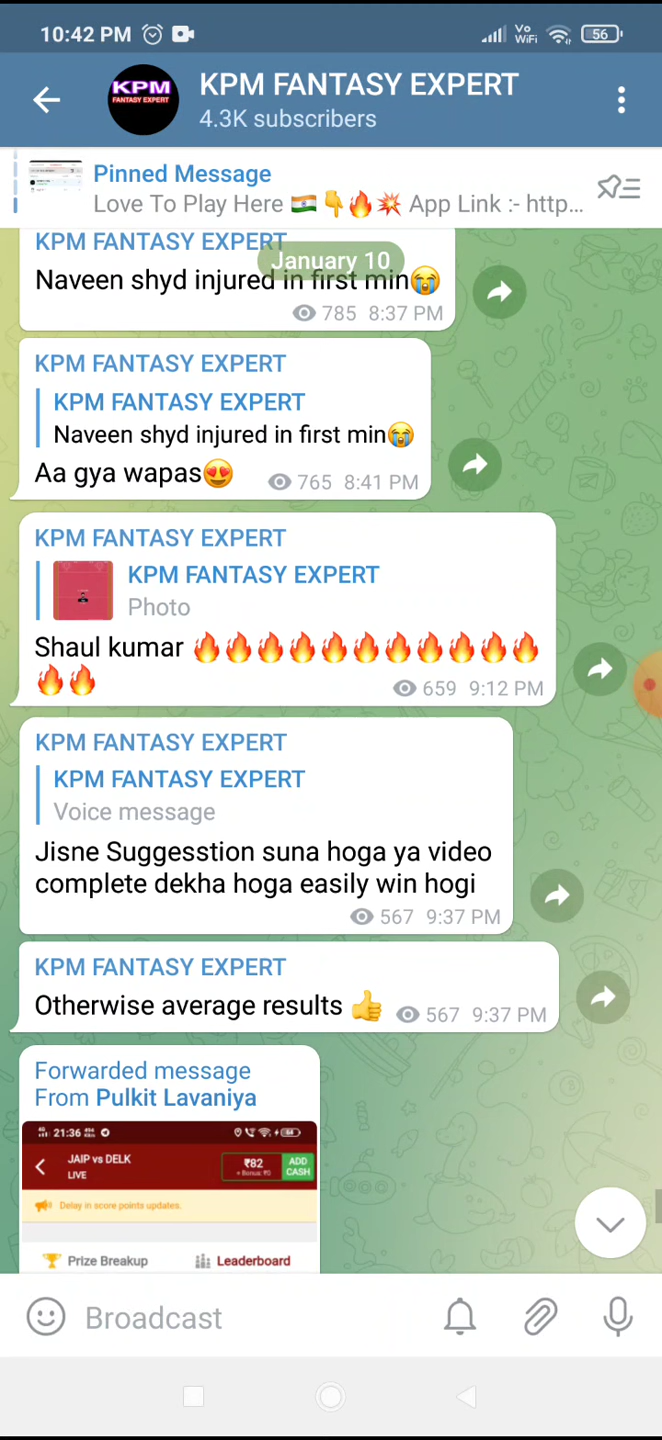 10:42 PM
Vo
WiFi
56
KPM
FANTASY EXPERT
KPM FANTASY EXPERT
4.3K subscribers
Pinned Message
Love To Play Here 🇮🇳👇🔥💥 App Link :- http...
KPM FANTASY EXPERT
January 10
Naveen shyd injured in first min😭
785 8:37 PM
KPM FANTASY EXPERT
KPM FANTASY EXPERT
Naveen shyd injured in first min😭
Aa gya wapas😍
765 8:41 PM
KPM FANTASY EXPERT
KPM FANTASY EXPERT
Photo
Shaul kumar 🔥🔥🔥🔥🔥🔥🔥🔥🔥🔥🔥
🔥🔥
659 9:12 PM
KPM FANTASY EXPERT
KPM FANTASY EXPERT
Voice message
Jisne Suggesstion suna hoga ya video
complete dekha hoga easily win hogi
567 9:37 PM
KPM FANTASY EXPERT
Otherwise average results 👍
567 9:37 PM
Forwarded message
From Pulkit Lavaniya
21:36
JAIP vs DELK
LIVE
₹82
+ Bonus: ₹0
ADD
CASH
Delay in score points updates.
Prize Breakup
Leaderboard
Broadcast